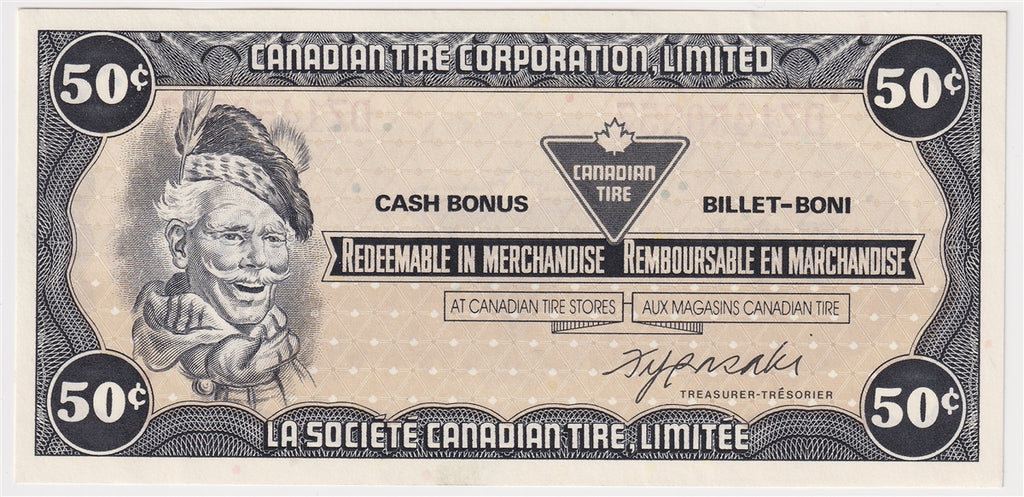 CANADIAN TIRE CORPORATION, LIMITED
50¢ 50¢
CANADIAN
TIRE
CASH BONUS BILLET-BONI
REDEEMABLE IN MERCHANDISE REMBOURSABLE EN MARCHANDISE
AT CANADIAN TIRE STORES AUX MAGASINS CANADIAN TIRE
TREASURER-TRÉSORIER
50¢ 50¢
LA SOCIÉTÉ CANADIAN TIRE, LIMITÉE